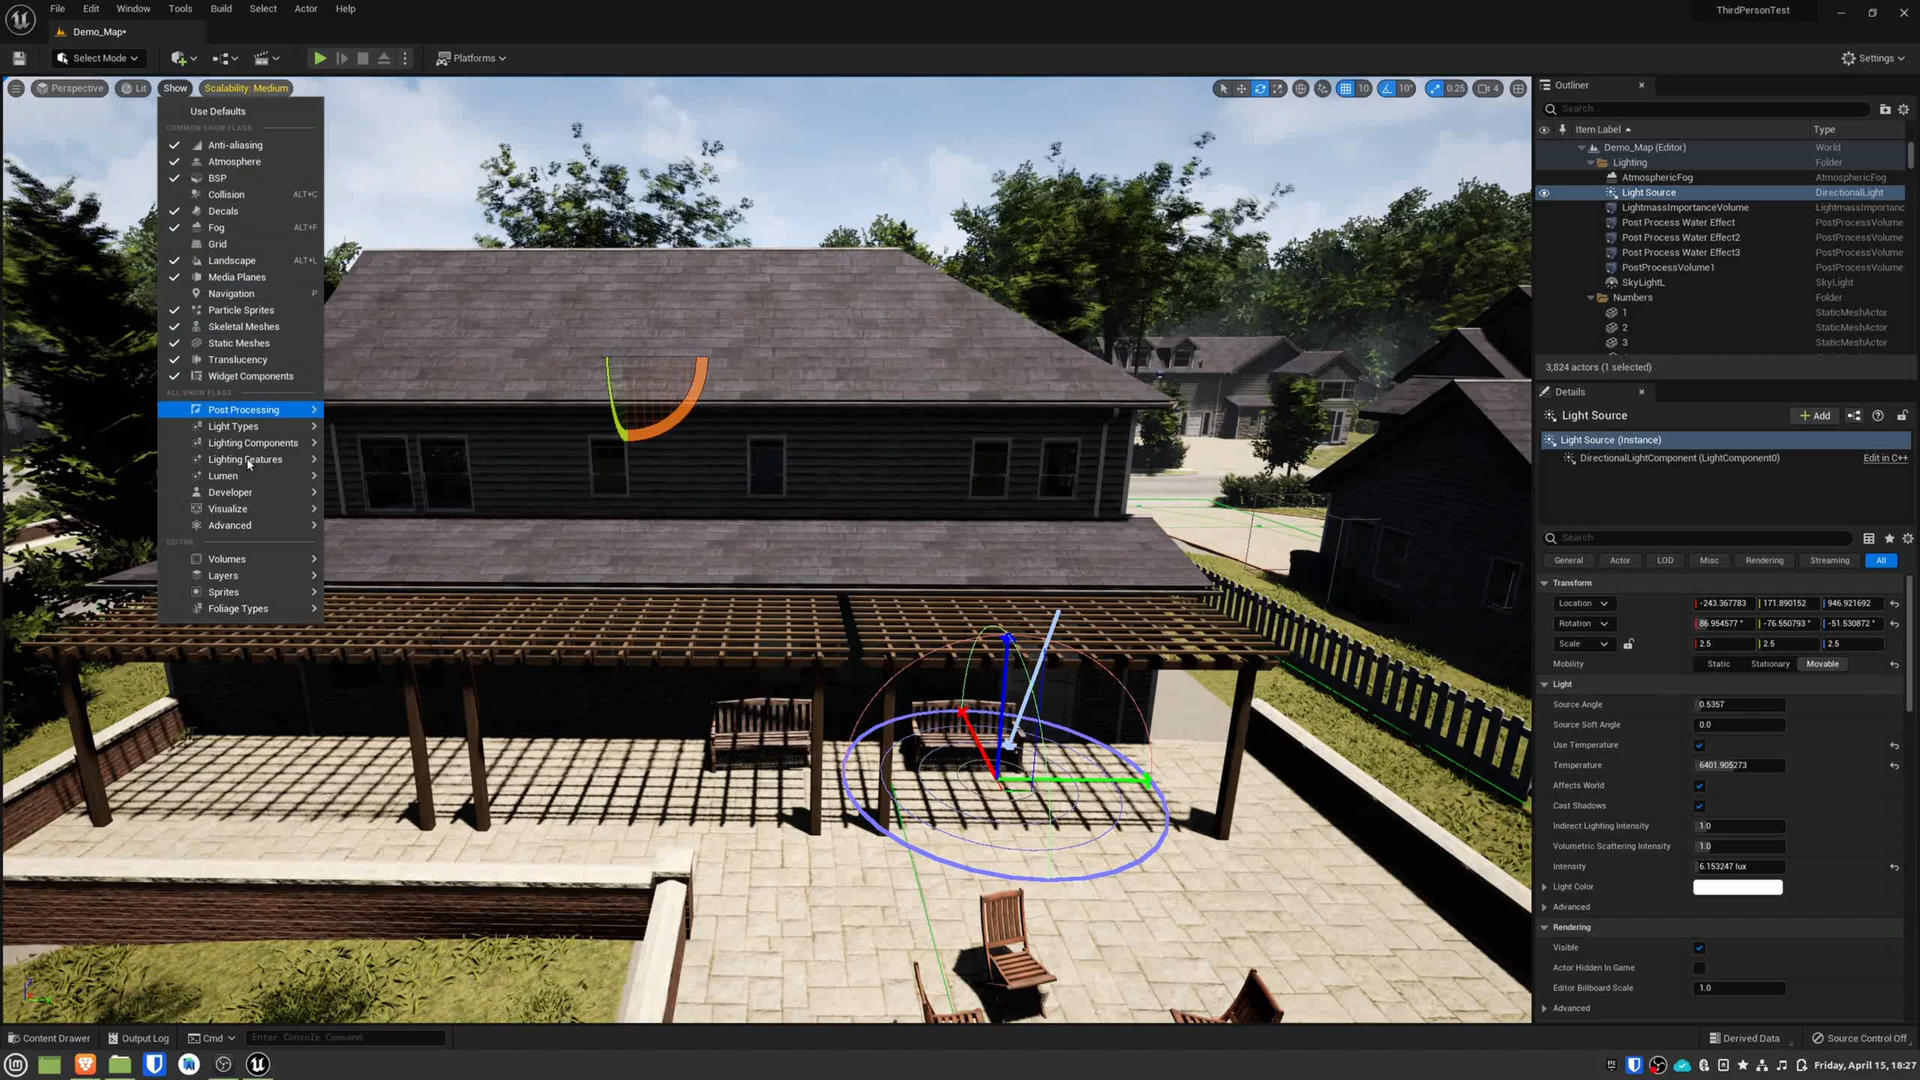 File Edit Window Tools Build Select Actor Help
ThirdPersonTest
Demo_Map*
Select Mode
Platforms
Settings
Perspective Lit Show Scalability: Medium
10 10° 0.25 4
Use Defaults
COMMON SHOW FLAGS
Anti-aliasing
Atmosphere
BSP
Collision ALT+C
Decals
Fog ALT+F
Grid
Landscape ALT+L
Media Planes
Navigation P
Particle Sprites
Skeletal Meshes
Static Meshes
Translucency
Widget Components
ALL SHOW FLAGS
Post Processing
Light Types
Lighting Components
Lighting Features
Lumen
Developer
Visualize
Advanced
EDITOR
Volumes
Layers
Sprites
Foliage Types
Outliner
Search...
Item Label Type
Demo_Map (Editor) World
Lighting Folder
AtmosphericFog AtmosphericFog
Light Source DirectionalLight
LightmassImportanceVolume LightmassImportanc
Post Process Water Effect PostProcessVolume
Post Process Water Effect2 PostProcessVolume
Post Process Water Effect3 PostProcessVolume
PostProcessVolume1 PostProcessVolume
SkyLightL SkyLight
Numbers Folder
1 StaticMeshActor
2 StaticMeshActor
3 StaticMeshActor
3,824 actors (1 selected)
Details
Light Source
Add
Light Source (Instance)
DirectionalLightComponent (LightComponent0) Edit in C++
Search
General Actor LOD Misc Rendering Streaming All
Transform
Location -243.367783 171.890152 946.921692
Rotation 86.954577° -76.550793° -51.530872°
Scale 2.5 2.5 2.5
Mobility Static Stationary Movable
Light
Source Angle 0.5357
Source Soft Angle 0.0
Use Temperature
Temperature 6401.905273
Affects World
Cast Shadows
Indirect Lighting Intensity 1.0
Volumetric Scattering Intensity 1.0
Intensity 6.153247 lux
Light Color
Advanced
Rendering
Visible
Actor Hidden In Game
Editor Billboard Scale 1.0
Advanced
Content Drawer Output Log Cmd Enter Console Command
Derived Data Source Control Off
Friday, April 15, 18:27